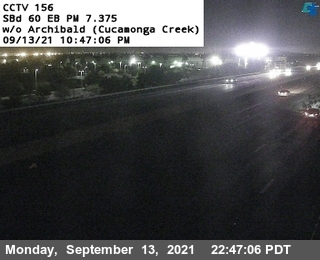 CCTV 156
SBd 60 EB PM 7.375
w/o Archibald (Cucamonga Creek)
09/13/21 10:47:06 PM
Monday, September 13, 2021 22:47:06 PDT